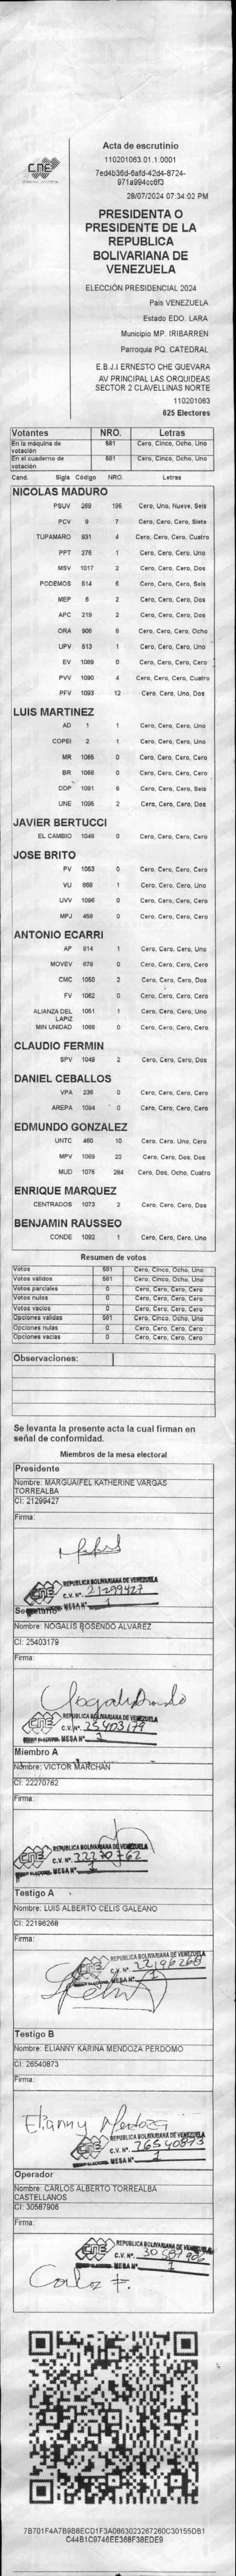 CNE
Acta de escrutinio
110201063.01.1.0001
7ed4b36d-6afd-42d4-8724-
971a994cc6f3
28/07/2024 07:34:02 PM
PRESIDENTA O
PRESIDENTE DE LA
REPUBLICA
BOLIVARIANA DE
VENEZUELA
ELECCIÓN PRESIDENCIAL 2024
Pais VENEZUELA
Estado EDO. LARA
Municipio MP. IRIBARREN
Parroquia PQ. CATEDRAL
E.B.J.I ERNESTO CHE GUEVARA
AV PRINCIPAL LAS ORQUIDEAS
SECTOR 2 CLAVELLINAS NORTE
110201063
625 Electores
Votantes NRO. Letras
En la máquina de votación 581 Cero, Cinco, Ocho, Uno
En el cuaderno de votación 581 Cero, Cinco, Ocho, Uno
Cand. Sigla Código NRO. Letras
NICOLAS MADURO
PSUV 269 196 Cero, Uno, Nueve, Seis
PCV 9 7 Cero, Cero, Cero, Siete
TUPAMARO 931 4 Cero, Cero, Cero, Cuatro
PPT 276 1 Cero, Cero, Cero, Uno
MSV 1017 2 Cero, Cero, Cero, Dos
PODEMOS 514 6 Cero, Cero, Cero, Seis
MEP 6 2 Cero, Cero, Cero, Dos
APC 219 2 Cero, Cero, Cero, Dos
ORA 906 8 Cero, Cero, Cero, Ocho
UPV 513 1 Cero, Cero, Cero, Uno
EV 1089 0 Cero, Cero, Cero, Cero
PVV 1090 4 Cero, Cero, Cero, Cuatro
PFV 1093 12 Cero, Cero, Uno, Dos
LUIS MARTINEZ
AD 1 1 Cero, Cero, Cero, Uno
COPEI 2 1 Cero, Cero, Cero, Uno
MR 1065 0 Cero, Cero, Cero, Cero
BR 1056 0 Cero, Cero, Cero, Cero
DDP 1091 6 Cero, Cero, Cero, Seis
UNE 1095 2 Cero, Cero, Cero, Dos
JAVIER BERTUCCI
EL CAMBIO 1048 0 Cero, Cero, Cero, Cero
JOSE BRITO
PV 1053 0 Cero, Cero, Cero, Cero
VU 868 1 Cero, Cero, Cero, Uno
UVV 1096 0 Cero, Cero, Cero, Cero
MPJ 458 0 Cero, Cero, Cero, Cero
ANTONIO ECARRI
AP 814 1 Cero, Cero, Cero, Uno
MOVEV 679 0 Cero, Cero, Cero, Cero
CMC 1050 2 Cero, Cero, Cero, Dos
FV 1062 0 Cero, Cero, Cero, Cero
ALIANZA DEL LAPIZ 1051 1 Cero, Cero, Cero, Uno
MIN UNIDAD 1068 0 Cero, Cero, Cero, Cero
CLAUDIO FERMIN
SPV 1049 2 Cero, Cero, Cero, Dos
DANIEL CEBALLOS
VPA 236 0 Cero, Cero, Cero, Cero
AREPA 1094 0 Cero, Cero, Cero, Cero
EDMUNDO GONZALEZ
UNTC 460 10 Cero, Cero, Uno, Cero
MPV 1069 22 Cero, Cero, Dos, Dos
MUD 1075 284 Cero, Dos, Ocho, Cuatro
ENRIQUE MARQUEZ
CENTRADOS 1073 2 Cero, Cero, Cero, Dos
BENJAMIN RAUSSEO
CONDE 1092 1 Cero, Cero, Cero, Uno
Resumen de votos
Votos 581 Cero, Cinco, Ocho, Uno
Votos válidos 581 Cero, Cinco, Ocho, Uno
Votos parciales 0 Cero, Cero, Cero, Cero
Votos nulos 0 Cero, Cero, Cero, Cero
Votos vacíos 0 Cero, Cero, Cero, Cero
Opciones validas 581 Cero, Cinco, Ocho, Uno
Opciones nulas 0 Cero, Cero, Cero, Cero
Opciones vacias 0 Cero, Cero, Cero, Cero
Observaciones:
Se levanta la presente acta la cual firman en
señal de conformidad.
Miembros de la mesa electoral
Presidente
Nombre: MARGUAIFEL KATHERINE VARGAS
TORREALBA
CI: 21299427
Firma:
CNE REPUBLICA BOLIVARIANA DE VENEZUELA
C.V. Nº. 21299427
MESA Nº 1
Secretario
Nombre: NOGALIS ROSENDO ALVAREZ
CI: 25403179
Firma:
CNE REPUBLICA BOLIVARIANA DE VENEZUELA
C.V. Nº. 25403179
MESA Nº 1
Miembro A
Nombre: VICTOR MARCHAN
CI: 22270762
Firma:
CNE REPUBLICA BOLIVARIANA DE VENEZUELA
C.V. Nº. 22270762
MESA Nº 1
Testigo A
Nombre: LUIS ALBERTO CELIS GALEANO
CI: 22196268
Firma:
CNE REPUBLICA BOLIVARIANA DE VENEZUELA
C.V. Nº. 22196268
MESA Nº 1
Testigo B
Nombre: ELIANNY KARINA MENDOZA PERDOMO
CI: 26540873
Firma:
Elianny Mendoza
CNE REPUBLICA BOLIVARIANA DE VENEZUELA
C.V. Nº. 26540873
MESA Nº 1
Operador
Nombre: CARLOS ALBERTO TORREALBA
CASTELLANOS
CI: 30587906
Firma:
CNE REPUBLICA BOLIVARIANA DE VENEZUELA
C.V. Nº. 30587906
MESA Nº 1
Carlos T.
7B701F4A7B9B8ECD1F3A0863023267260C30155DB1
C44B1C9746EE368F38EDE9